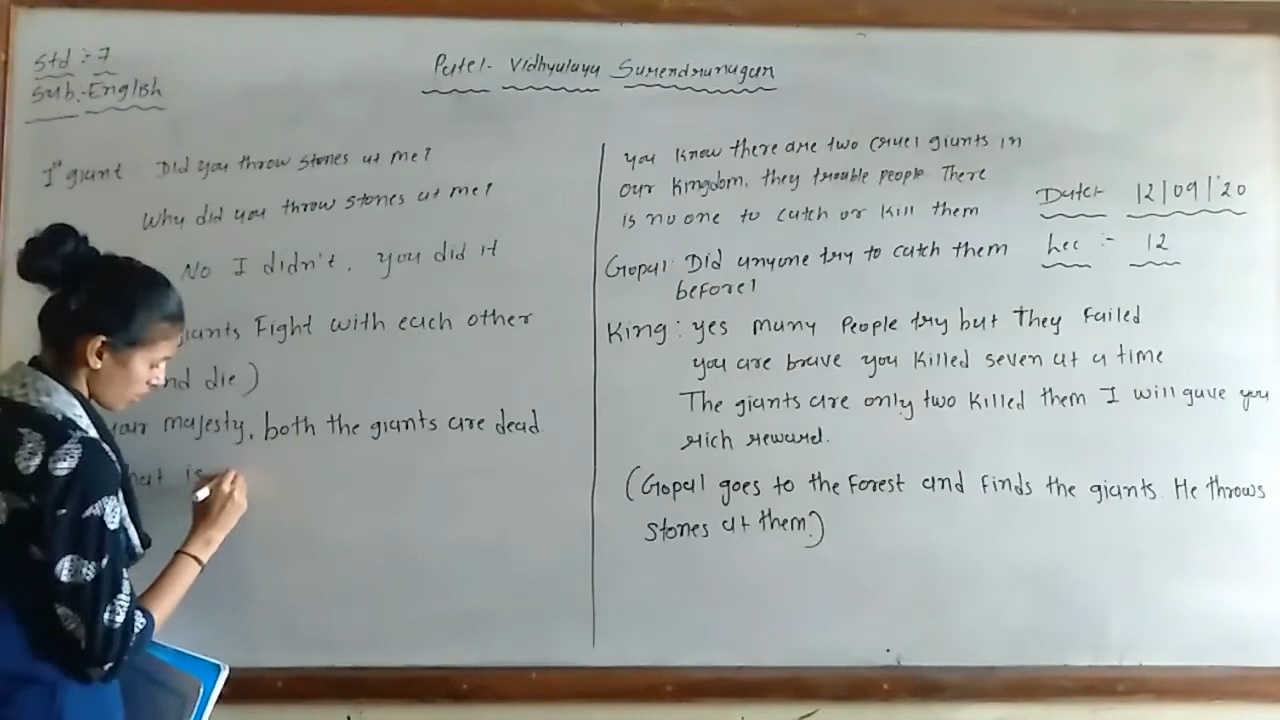 Std :- 7
Sub:-English
Patel- Vidhyalaya Surendranagar
1st giant Did you throw stones at me?
Why did you throw stones at me?
No I didn't. you did it
iants Fight with each other
nd die)
our majesty, both the giants are dead
hat is
you know there are two cruel giants in
our kingdom. they trouble people There
is no one to catch or kill them
Gopal: Did anyone try to catch them
before?
King: yes many People try but They Failed
you are brave you killed seven at a time
The giants are only two killed them I will gave you
rich reward.
(Gopal goes to the Forest and Finds the giants. He throws
stones at them.)
Date:- 12/09/'20
Lec :- 12